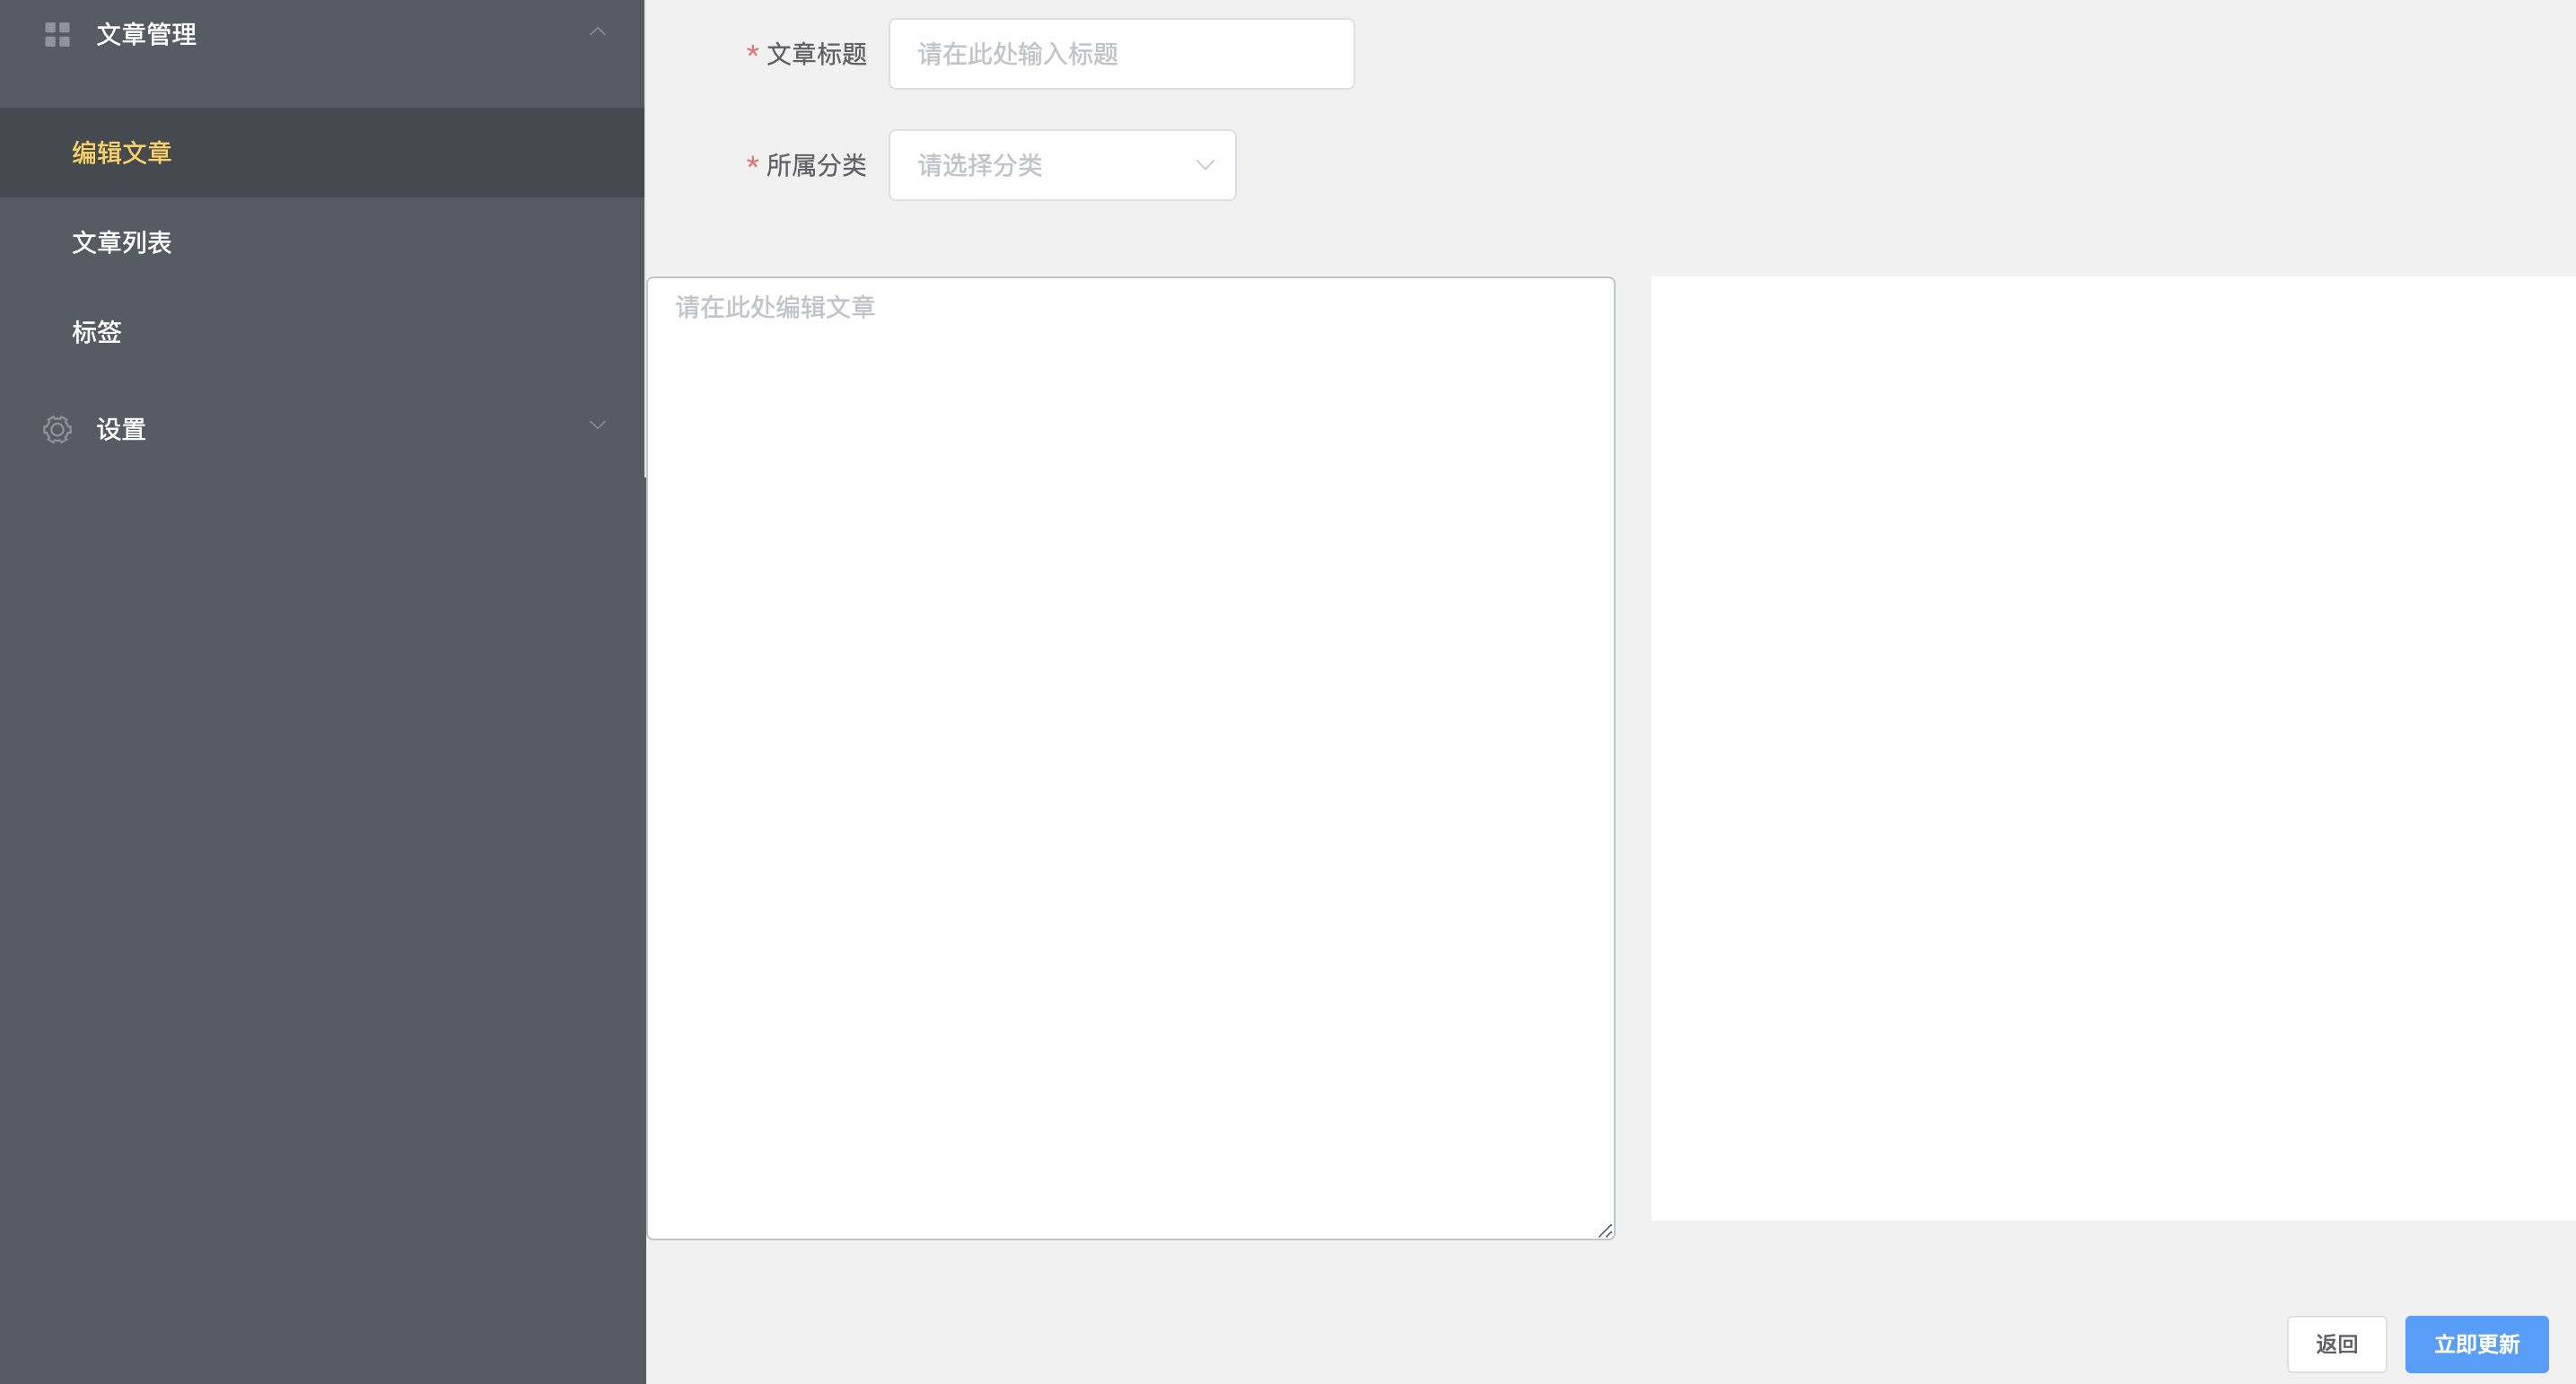 文章管理
编辑文章
文章列表
标签
设置
* 文章标题
请在此处输入标题
* 所属分类
请选择分类
请在此处编辑文章
返回
立即更新